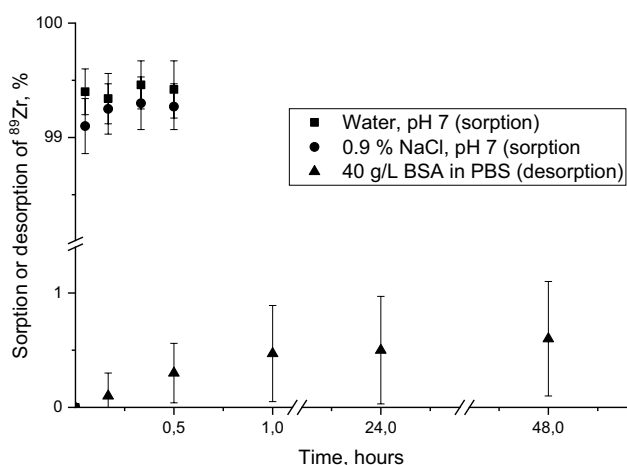 100
99
1
0
Sorption or desorption of ⁸⁹Zr, %
Water, pH 7 (sorption)
0.9 % NaCl, pH 7 (sorption
40 g/L BSA in PBS (desorption)
0,5
1,0
24,0
48,0
Time, hours